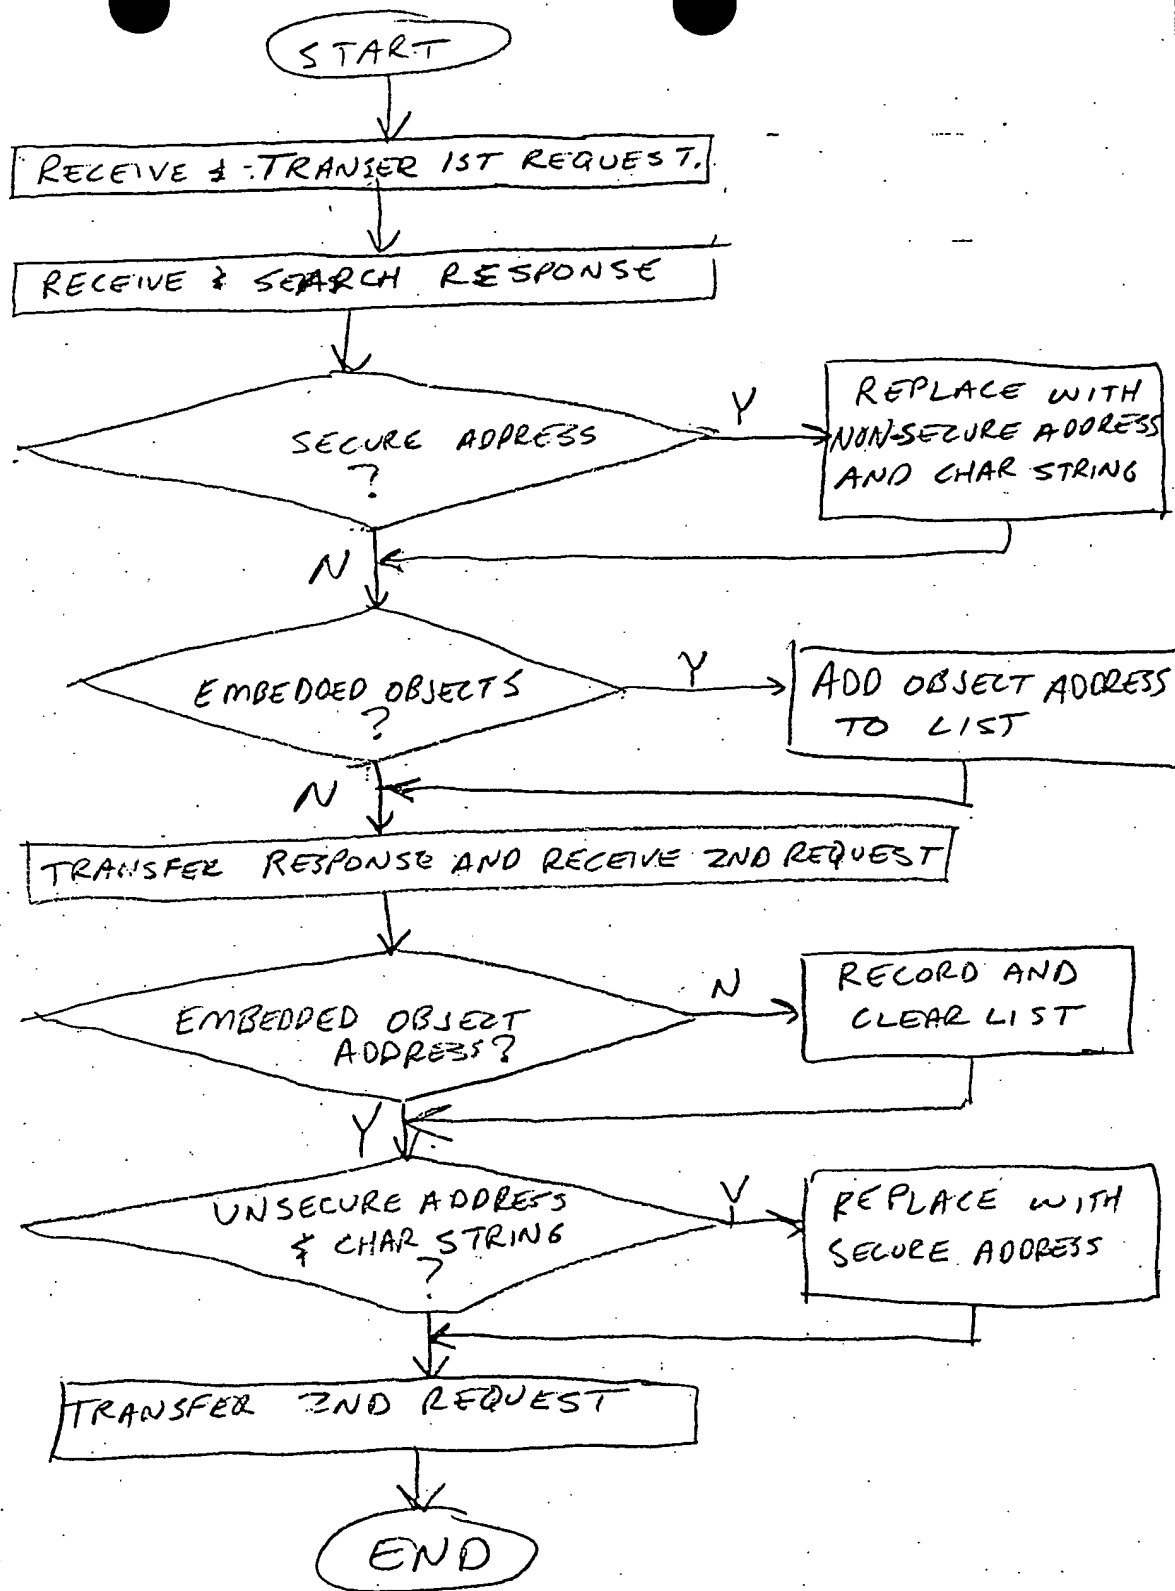 START
RECEIVE & TRANSER 1ST REQUEST.
RECEIVE & SEARCH RESPONSE
SECURE ADDRESS
?
Y
REPLACE WITH
NON-SECURE ADDRESS
AND CHAR STRING
N
EMBEDDED OBJECTS
?
Y
ADD OBJECT ADDRESS
TO LIST
N
TRANSFER RESPONSE AND RECEIVE 2ND REQUEST
EMBEDDED OBJECT
ADDRESS?
N
RECORD AND
CLEAR LIST
Y
UNSECURE ADDRESS
& CHAR STRING
?
Y
REPLACE WITH
SECURE ADDRESS
TRANSFER 2ND REQUEST
END